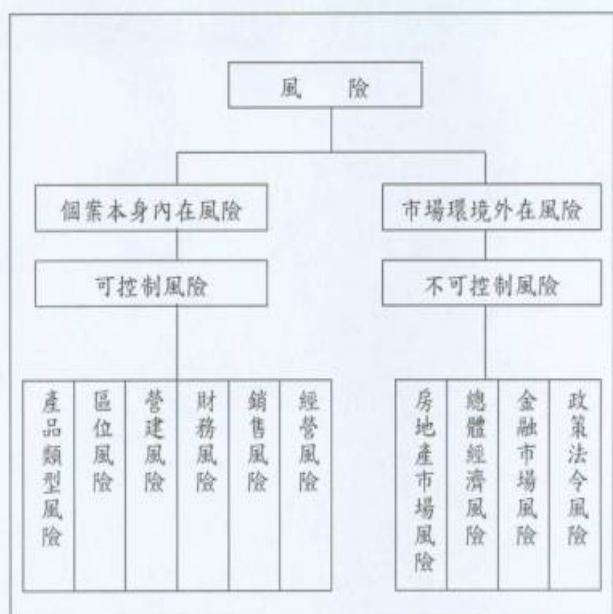 風　　險
個案本身內在風險
市場環境外在風險
可控制風險
不可控制風險
產品類型風險
區位風險
營建風險
財務風險
銷售風險
經營風險
房地產市場風險
總體經濟風險
金融市場風險
政策法令風險